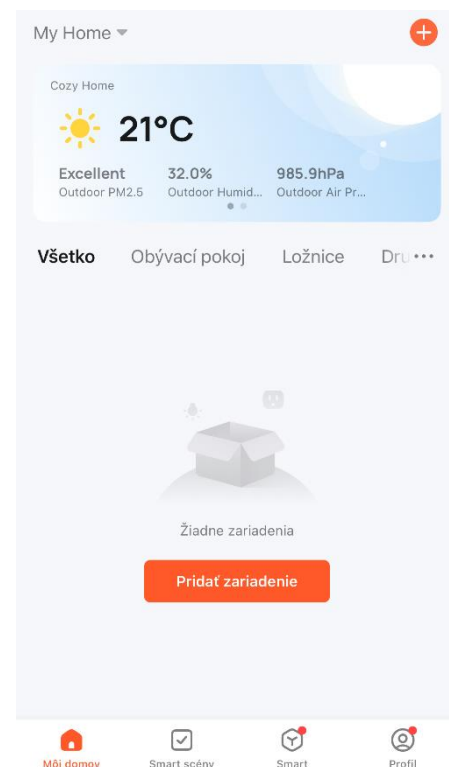 My Home
Cozy Home
21°C
Excellent 32.0% 985.9hPa
Outdoor PM2.5 Outdoor Humid... Outdoor Air Pr...
Všetko Obývací pokoj Ložnice Dru
Žiadne zariadenia
Pridať zariadenie
Môj domov Smart scény Smart Profil